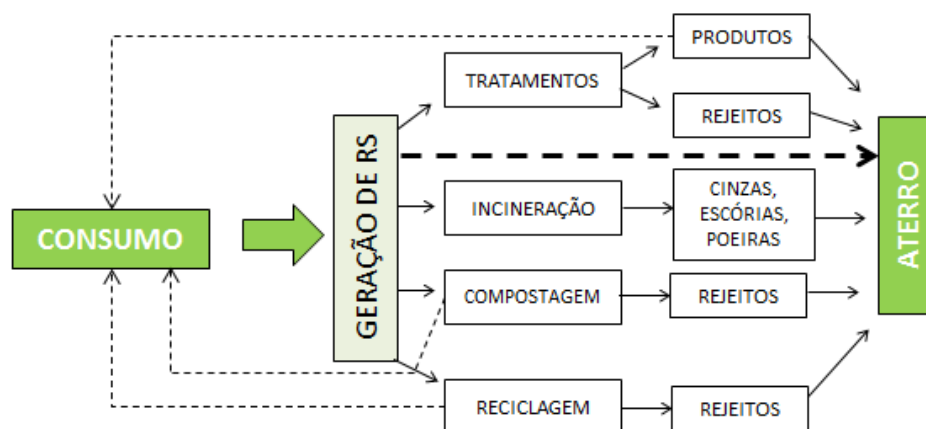 PRODUTOS
TRATAMENTOS
REJEITOS
GERAÇÃO DE RS
CINZAS,
ESCÓRIAS,
POEIRAS
INCINERAÇÃO
ATERRO
CONSUMO
COMPOSTAGEM
REJEITOS
RECICLAGEM
REJEITOS